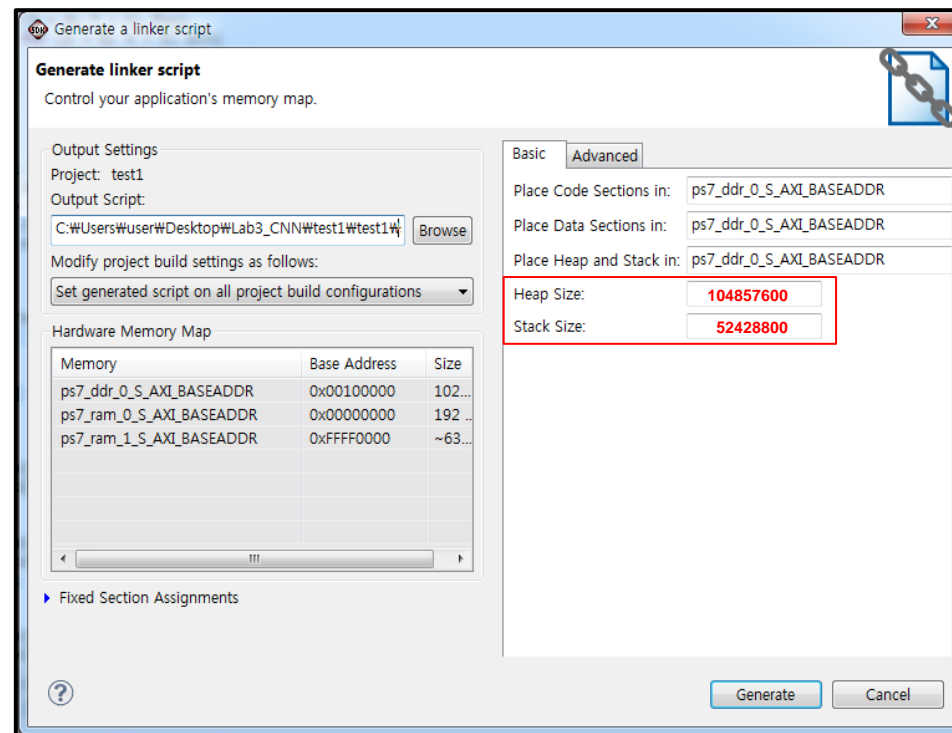 Generate a linker script
Generate linker script
Control your application's memory map.
Output Settings
Project: test1
Output Script:
C:₩Users₩user₩Desktop₩Lab3_CNN₩test1₩test1₩
Browse
Modify project build settings as follows:
Set generated script on all project build configurations
Hardware Memory Map
Memory Base Address Size
ps7_ddr_0_S_AXI_BASEADDR 0x00100000 102...
ps7_ram_0_S_AXI_BASEADDR 0x00000000 192 ..
ps7_ram_1_S_AXI_BASEADDR 0xFFFF0000 ~63...
Fixed Section Assignments
Basic Advanced
Place Code Sections in: ps7_ddr_0_S_AXI_BASEADDR
Place Data Sections in: ps7_ddr_0_S_AXI_BASEADDR
Place Heap and Stack in: ps7_ddr_0_S_AXI_BASEADDR
Heap Size: 104857600
Stack Size: 52428800
Generate Cancel